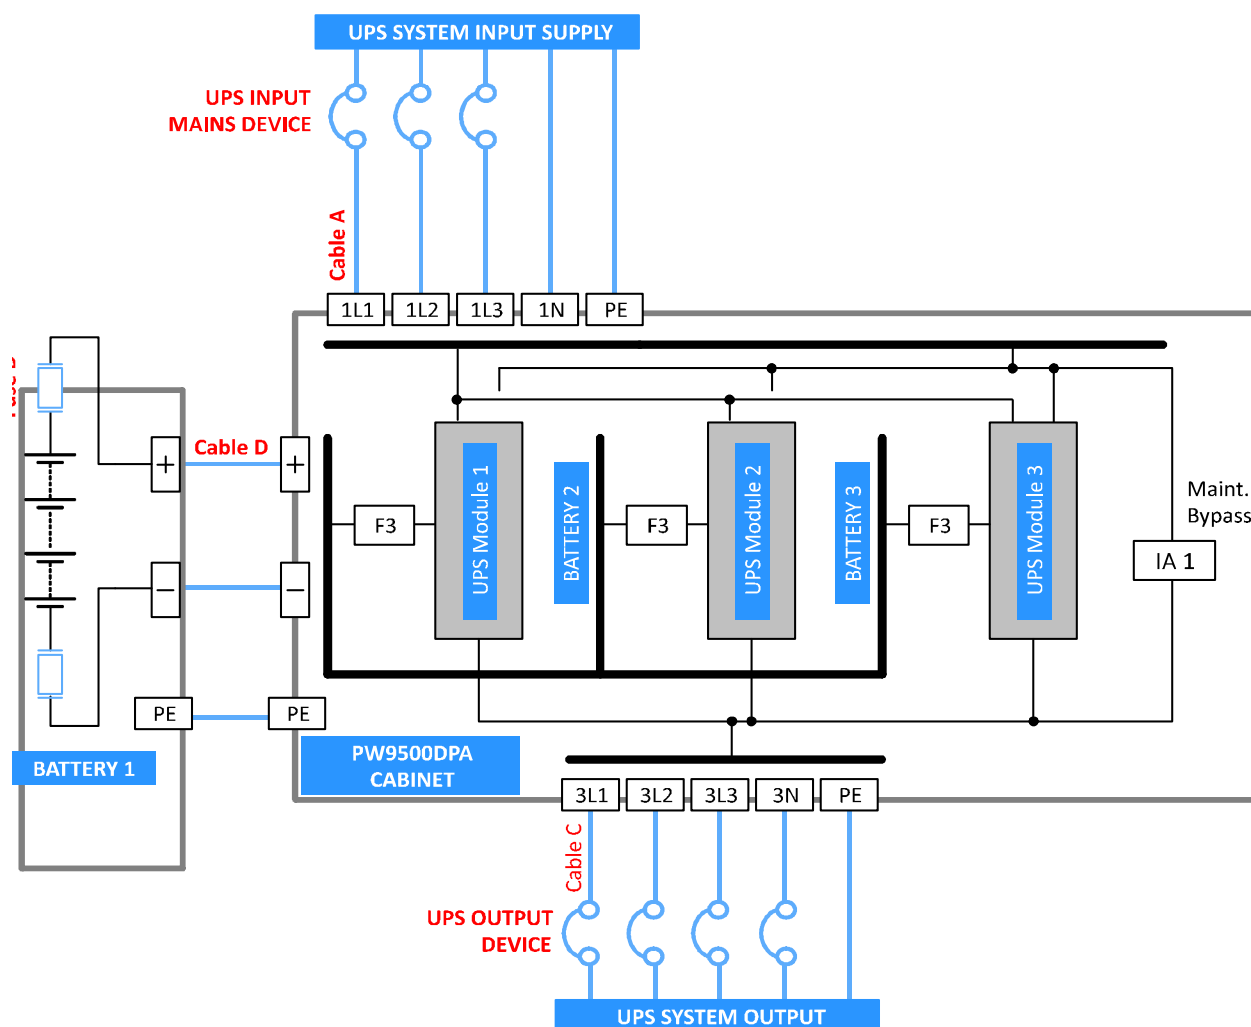 UPS SYSTEM INPUT SUPPLY
UPS INPUT
MAINS DEVICE
Cable A
1L1
1L2
1L3
1N
PE
+
Cable D
+
F3
UPS Module 1
BATTERY 2
F3
UPS Module 2
BATTERY 3
F3
UPS Module 3
Maint.
Bypass
IA 1
−
−
PE
PE
BATTERY 1
PW9500DPA
CABINET
3L1
3L2
3L3
3N
PE
Cable C
UPS OUTPUT
DEVICE
UPS SYSTEM OUTPUT